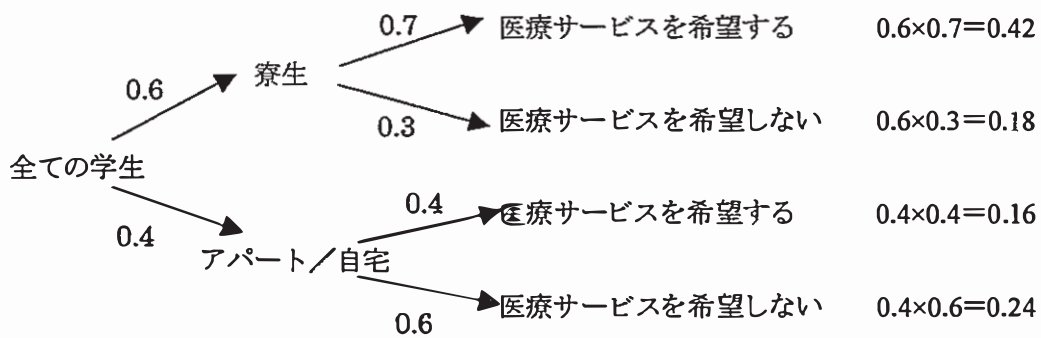 0.7 医療サービスを希望する 0.6×0.7＝0.42
0.6 寮生
0.3 医療サービスを希望しない 0.6×0.3＝0.18
全ての学生
0.4 医療サービスを希望する 0.4×0.4＝0.16
0.4 アパート／自宅
0.6 医療サービスを希望しない 0.4×0.6＝0.24